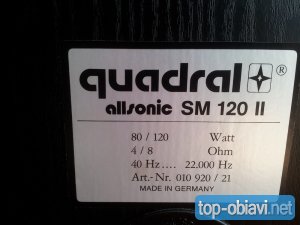 quadral
allsonic SM 120 II
80 / 120 Watt
4 / 8 Ohm
40 Hz .... 22.000 Hz
Art.-Nr. 010 920 / 21
MADE IN GERMANY
top-obiavi.net